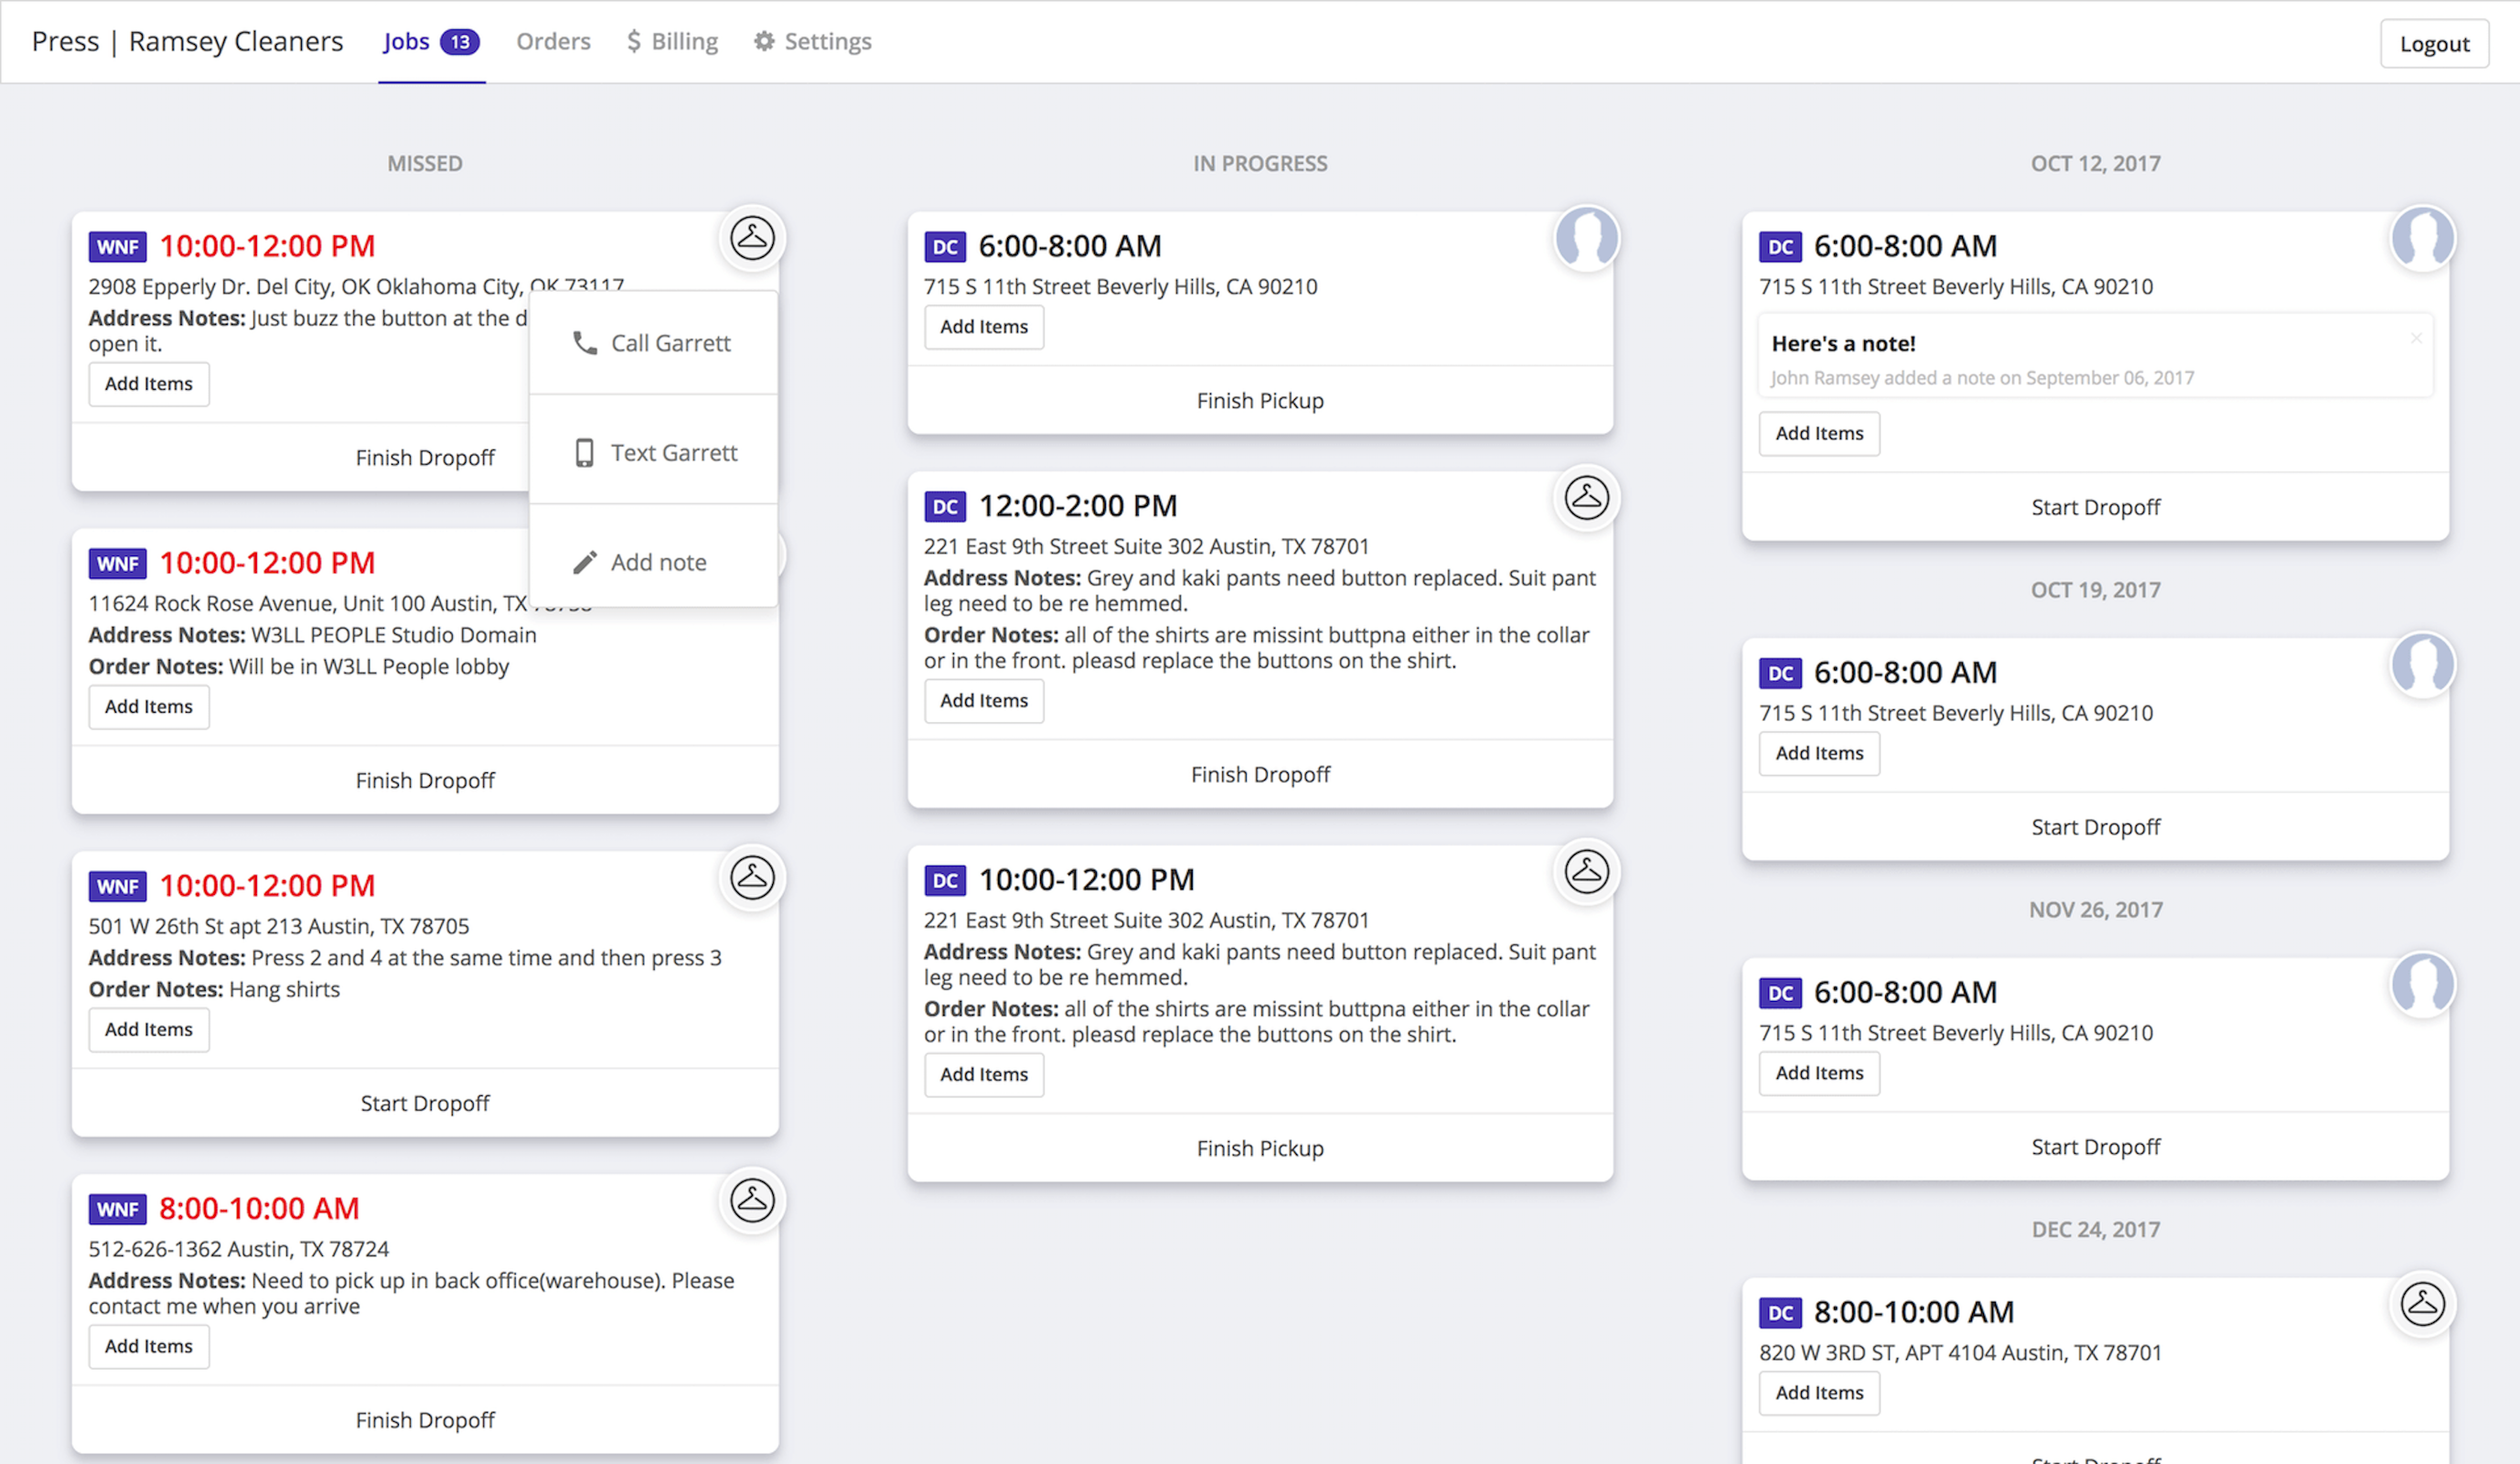 Press | Ramsey Cleaners
Jobs 13
Orders
$ Billing
Settings
Logout
MISSED
WNF 10:00-12:00 PM
2908 Epperly Dr. Del City, OK Oklahoma City, OK 73117
Address Notes: Just buzz the button at the
open it.
Add Items
Finish Dropoff
Call Garrett
Text Garrett
Add note
WNF 10:00-12:00 PM
11624 Rock Rose Avenue, Unit 100 Austin, TX
Address Notes: W3LL PEOPLE Studio Domain
Order Notes: Will be in W3LL People lobby
Add Items
Finish Dropoff
WNF 10:00-12:00 PM
501 W 26th St apt 213 Austin, TX 78705
Address Notes: Press 2 and 4 at the same time and then press 3
Order Notes: Hang shirts
Add Items
Start Dropoff
WNF 8:00-10:00 AM
512-626-1362 Austin, TX 78724
Address Notes: Need to pick up in back office(warehouse). Please
contact me when you arrive
Add Items
Finish Dropoff
IN PROGRESS
DC 6:00-8:00 AM
715 S 11th Street Beverly Hills, CA 90210
Add Items
Finish Pickup
DC 12:00-2:00 PM
221 East 9th Street Suite 302 Austin, TX 78701
Address Notes: Grey and kaki pants need button replaced. Suit pant
leg need to be re hemmed.
Order Notes: all of the shirts are missint buttpna either in the collar
or in the front. pleasd replace the buttons on the shirt.
Add Items
Finish Dropoff
DC 10:00-12:00 PM
221 East 9th Street Suite 302 Austin, TX 78701
Address Notes: Grey and kaki pants need button replaced. Suit pant
leg need to be re hemmed.
Order Notes: all of the shirts are missint buttpna either in the collar
or in the front. pleasd replace the buttons on the shirt.
Add Items
Finish Pickup
OCT 12, 2017
DC 6:00-8:00 AM
715 S 11th Street Beverly Hills, CA 90210
Here's a note!
John Ramsey added a note on September 06, 2017
Add Items
Start Dropoff
OCT 19, 2017
DC 6:00-8:00 AM
715 S 11th Street Beverly Hills, CA 90210
Add Items
Start Dropoff
NOV 26, 2017
DC 6:00-8:00 AM
715 S 11th Street Beverly Hills, CA 90210
Add Items
Start Dropoff
DEC 24, 2017
DC 8:00-10:00 AM
820 W 3RD ST, APT 4104 Austin, TX 78701
Add Items
Start Dropoff